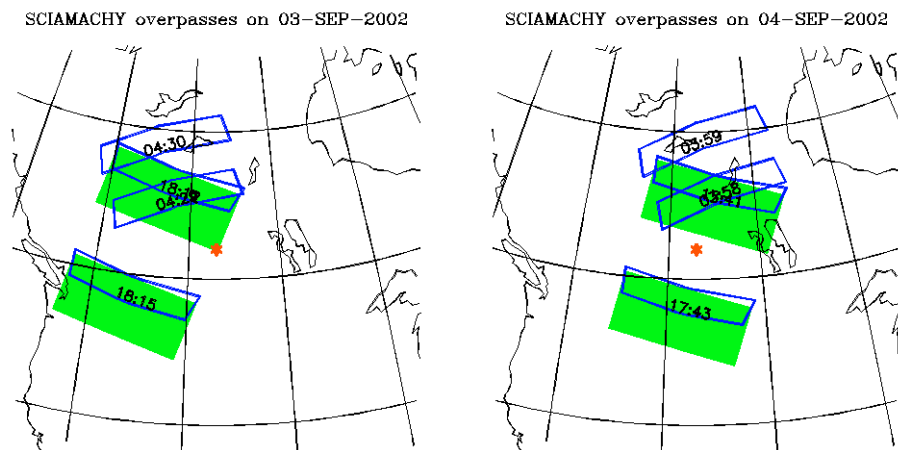 SCIAMACHY overpasses on 03-SEP-2002
04:30
18:15
SCIAMACHY overpasses on 04-SEP-2002
03:59
17:43